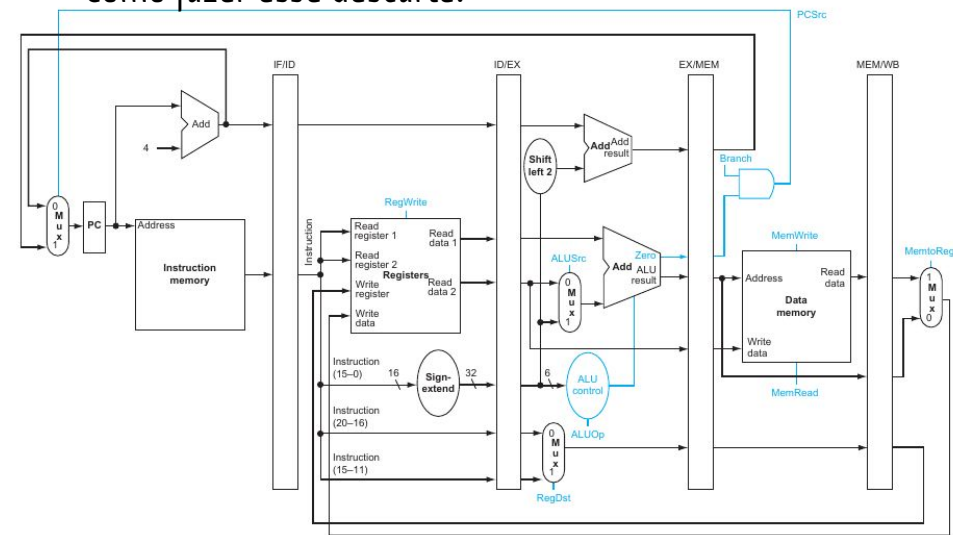 como fazer esse descarte.
PCSrc
IF/ID
ID/EX
EX/MEM
MEM/WB
Add
4
Shift
left 2
Add
Add
result
Branch
0
M
u
x
1
PC
Address
Instruction
memory
Instruction
RegWrite
Read
register 1
Read
data 1
Read
register 2
Registers
Read
data 2
Write
register
Write
data
ALUSrc
0
M
u
x
1
Zero
Add
ALU
result
MemWrite
Address
Read
data
Data
memory
Write
data
MemRead
MemtoReg
1
M
u
x
0
Instruction
(15–0)
16
Sign-
extend
32
6
ALU
control
ALUOp
Instruction
(20–16)
Instruction
(15–11)
0
M
u
x
1
RegDst